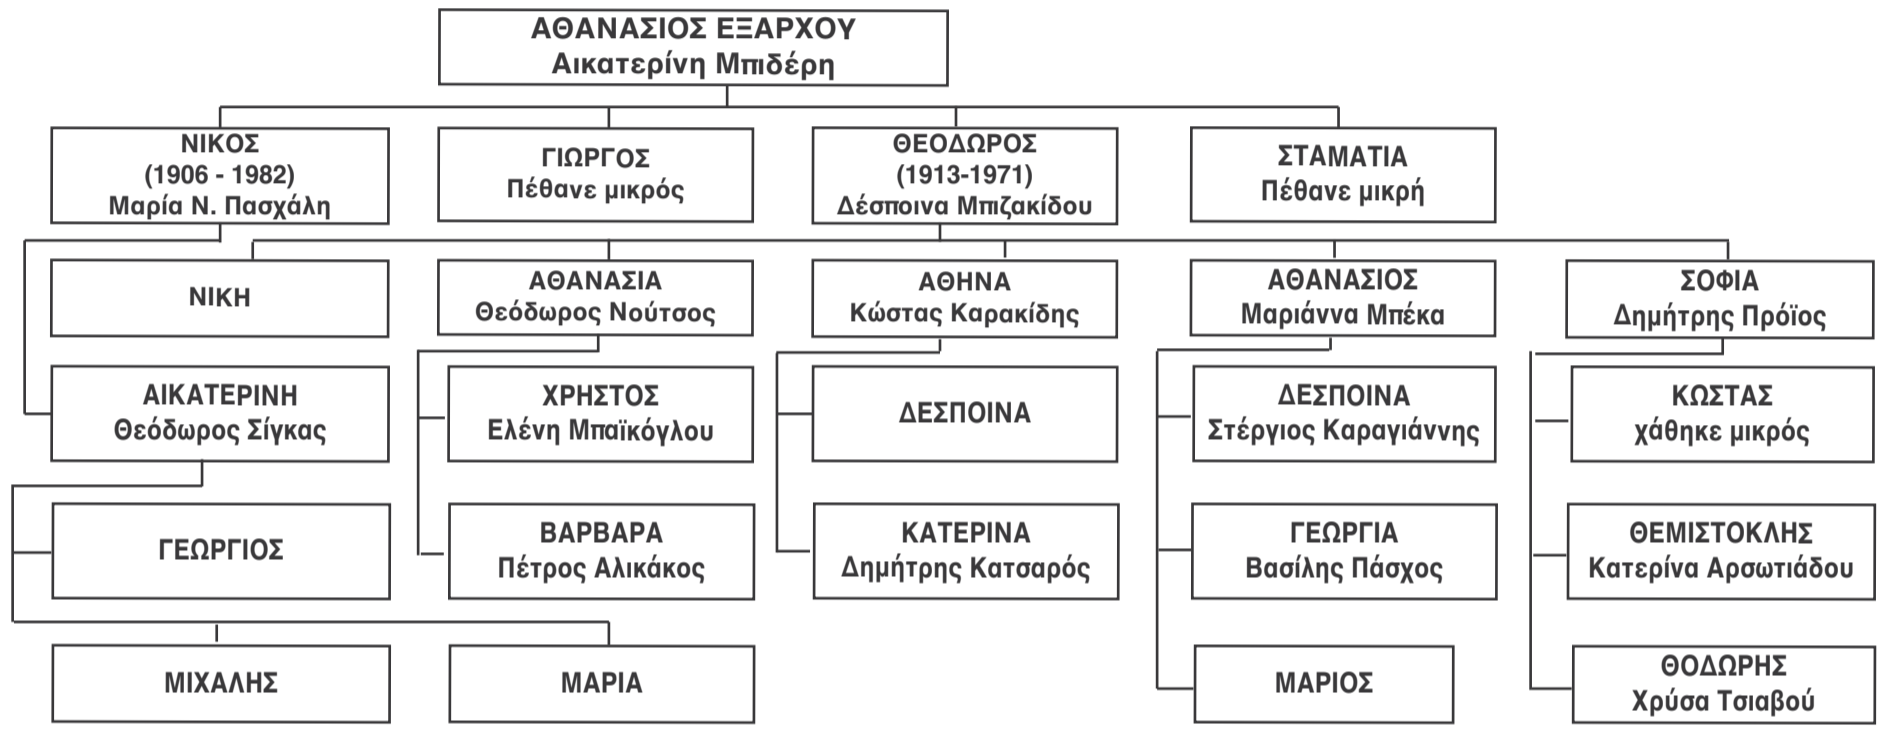 ΑΘΑΝΑΣΙΟΣ ΕΞΑΡΧΟΥ
Αικατερίνη Μπιδέρη
ΝΙΚΟΣ
(1906 - 1982)
Μαρία Ν. Πασχάλη
ΓΙΩΡΓΟΣ
Πέθανε μικρός
ΘΕΟΔΩΡΟΣ
(1913-1971)
Δέσποινα Μπιζακίδου
ΣΤΑΜΑΤΙΑ
Πέθανε μικρή
ΝΙΚΗ
ΑΘΑΝΑΣΙΑ
Θεόδωρος Νούτσος
ΑΘΗΝΑ
Κώστας Καρακίδης
ΑΘΑΝΑΣΙΟΣ
Μαριάννα Μπέκα
ΣΟΦΙΑ
Δημήτρης Πρόϊος
ΑΙΚΑΤΕΡΙΝΗ
Θεόδωρος Σίγκας
ΧΡΗΣΤΟΣ
Ελένη Μπαϊκόγλου
ΔΕΣΠΟΙΝΑ
ΔΕΣΠΟΙΝΑ
Στέργιος Καραγιάννης
ΚΩΣΤΑΣ
χάθηκε μικρός
ΓΕΩΡΓΙΟΣ
ΒΑΡΒΑΡΑ
Πέτρος Αλικάκος
ΚΑΤΕΡΙΝΑ
Δημήτρης Κατσαρός
ΓΕΩΡΓΙΑ
Βασίλης Πάσχος
ΘΕΜΙΣΤΟΚΛΗΣ
Κατερίνα Αρσωτιάδου
ΜΙΧΑΛΗΣ
ΜΑΡΙΑ
ΜΑΡΙΟΣ
ΘΟΔΩΡΗΣ
Χρύσα Τσιαβού